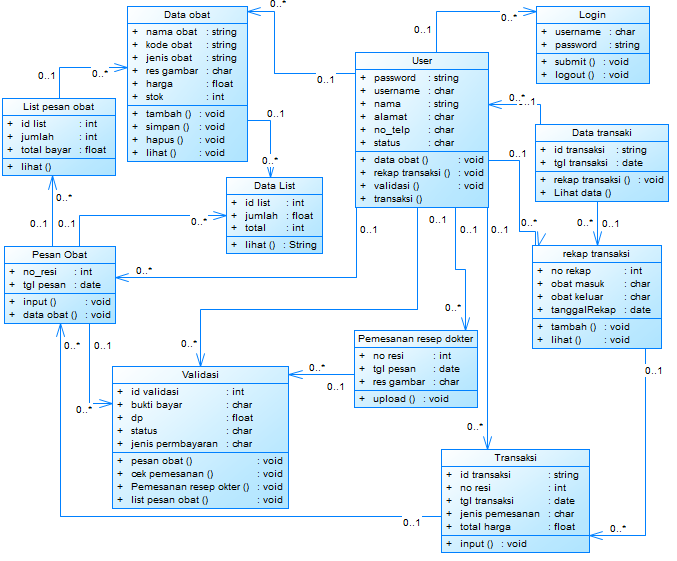 Data obat
+ nama obat : string
+ kode obat : string
+ jenis obat : string
+ res gambar : char
+ harga : float
+ stok : int
+ tambah () : void
+ simpan () : void
+ hapus () : void
+ lihat () : void
Login
+ username : char
+ password : string
+ submit () : void
+ logout () : void
User
+ password : string
+ username : char
+ nama : string
+ alamat : char
+ no_telp : char
+ status : char
+ data obat () : void
+ rekap transaksi () : void
+ validasi () : void
+ transaksi ()
List pesan obat
+ id list : int
+ jumlah : int
+ total bayar : float
+ lihat ()
Data transaki
+ id transaksi : string
+ tgl transaksi : date
+ rekap transaksi () : void
+ Lihat data ()
Data List
+ id list : int
+ jumlah : float
+ total : int
+ lihat () : String
Pesan Obat
+ no_resi : int
+ tgl pesan : date
+ input () : void
+ data obat () : void
rekap transaksi
+ no rekap : int
+ obat masuk : char
+ obat keluar : char
+ tanggalRekap : date
+ tambah () : void
+ lihat () : void
Pemesanan resep dokter
+ no resi : int
+ tgl pesan : date
+ res gambar : char
+ upload () : void
Validasi
+ id validasi : int
+ bukti bayar : char
+ dp : float
+ status : char
+ jenis permbayaran : char
+ pesan obat () : void
+ cek pemesanan () : void
+ Pemesanan resep okter () : void
+ list pesan obat () : void
Transaksi
+ id transaksi : string
+ no resi : int
+ tgl transaksi : date
+ jenis pemesanan : char
+ total harga : float
+ input () : void
0..*
0..1
0..1
0..*
0..1
0..*
0..1
0..*
0..*
0..1
0..1
0..*
0..1
0..*
0..1
0..*
0..1
0..*
0..1
0..*
0..1
0..*
0..1
0..*
0..1
0..*
0..1
0..*
0..1
0..*
0..1
0..*